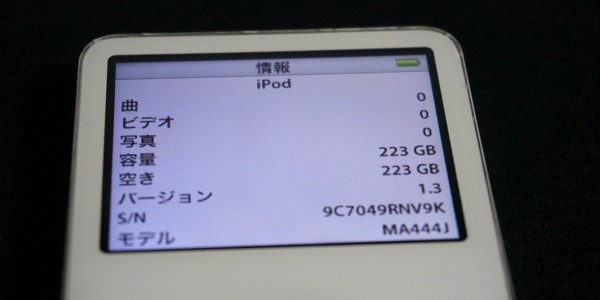 情報
iPod
曲 0
ビデオ 0
写真 0
容量 223 GB
空き 223 GB
バージョン 1.3
S/N 9C7049RNV9K
モデル MA444J